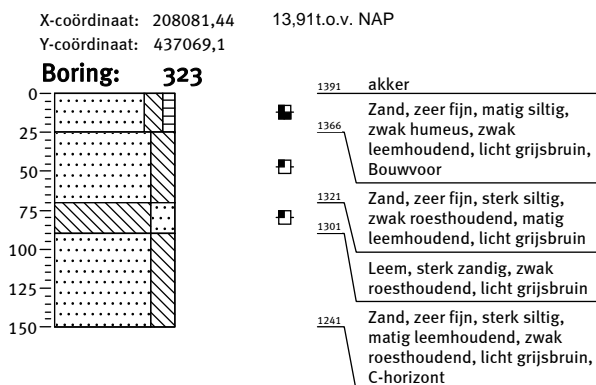 X-coördinaat: 208081,44 13,91t.o.v. NAP
Y-coördinaat: 437069,1
Boring: 323
0
25
50
75
100
125
150
1391 akker
Zand, zeer fijn, matig siltig,
1366 zwak humeus, zwak
leemhoudend, licht grijsbruin,
Bouwvoor
1321 Zand, zeer fijn, sterk siltig,
zwak roesthoudend, matig
1301 leemhoudend, licht grijsbruin
Leem, sterk zandig, zwak
roesthoudend, licht grijsbruin
1241 Zand, zeer fijn, sterk siltig,
matig leemhoudend, zwak
roesthoudend, licht grijsbruin,
C-horizont